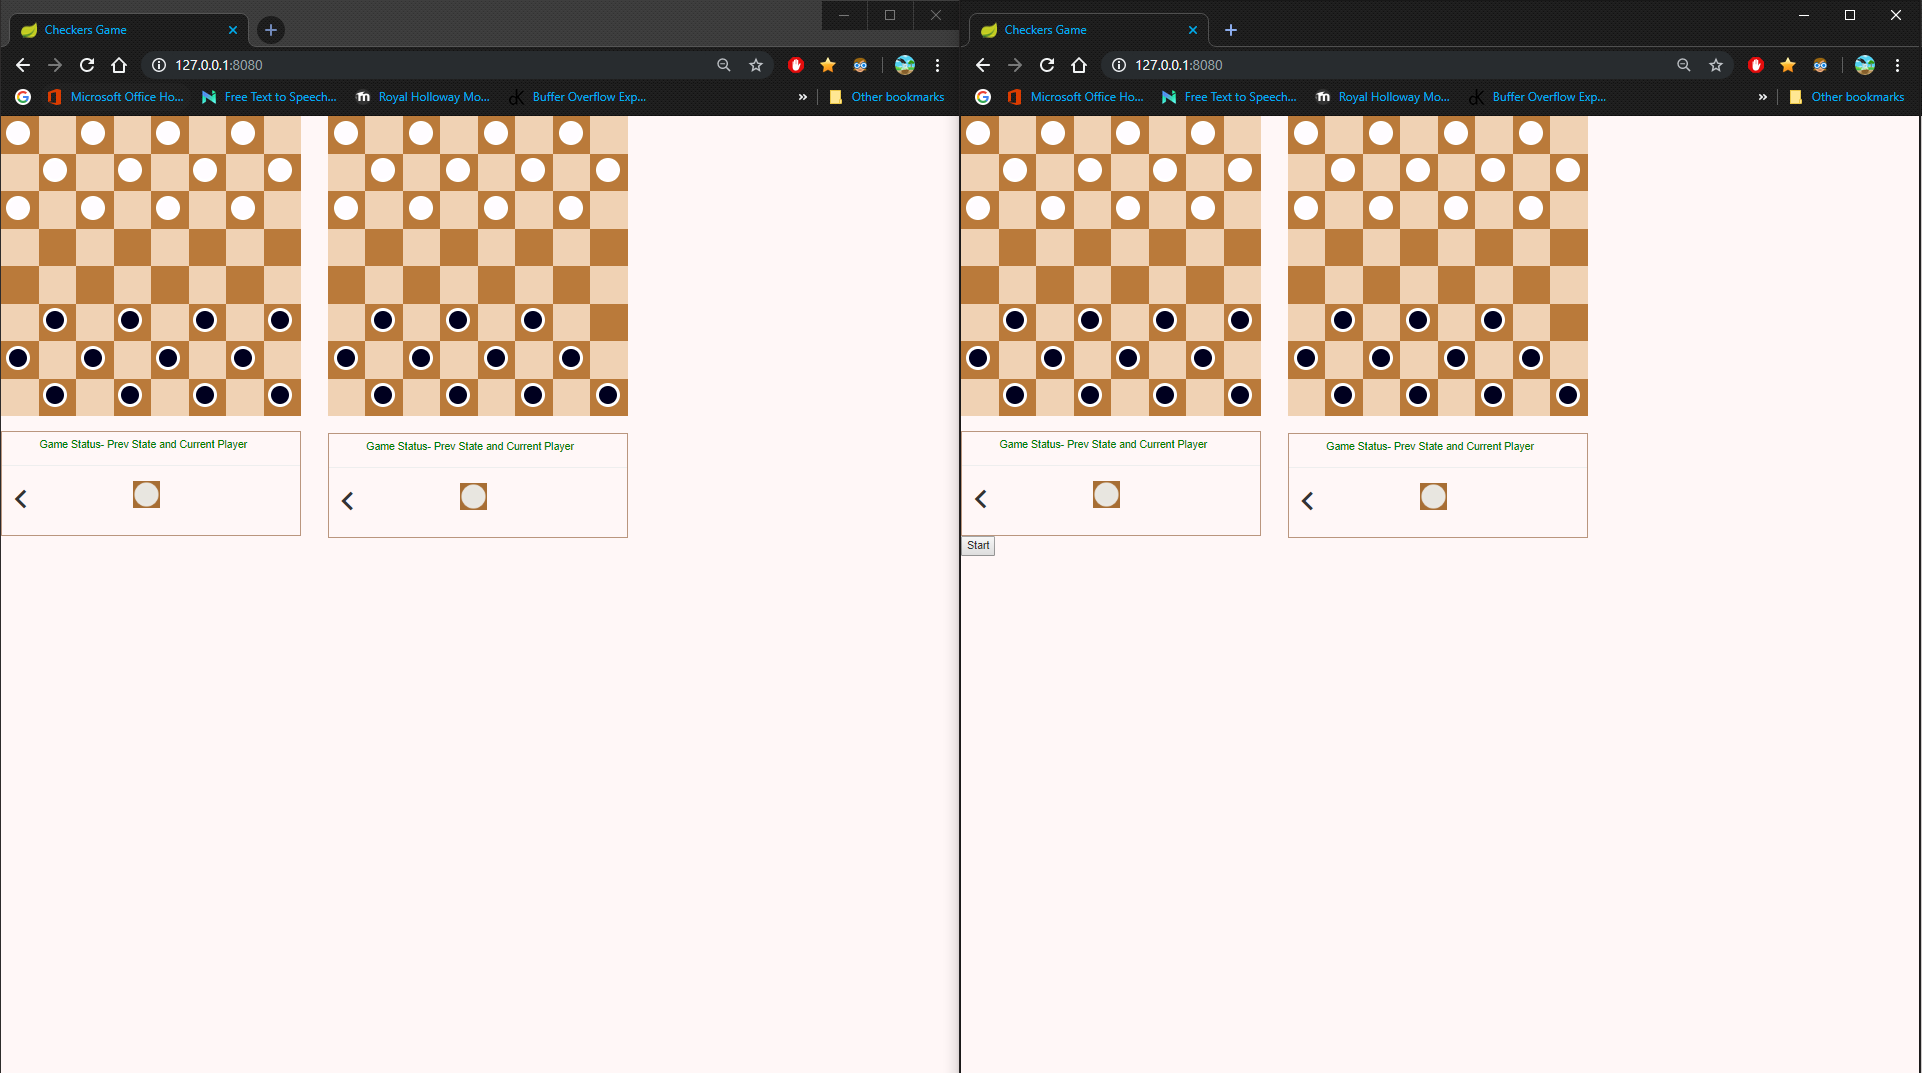 Checkers Game
127.0.0.1:8080
Microsoft Office Ho... Free Text to Speech... Royal Holloway Mo... Buffer Overflow Exp... » Other bookmarks
Game Status- Prev State and Current Player
Game Status- Prev State and Current Player
Checkers Game
127.0.0.1:8080
Microsoft Office Ho... Free Text to Speech... Royal Holloway Mo... Buffer Overflow Exp... » Other bookmarks
Game Status- Prev State and Current Player
Game Status- Prev State and Current Player
Start